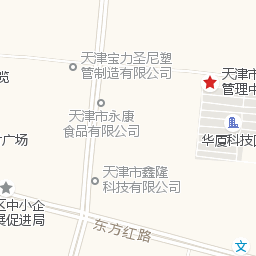 天津宝力圣尼塑
管制造有限公司
天津市
管理中
览
天津市永康
食品有限公司
广场
华厦科技园
天津市鑫隆
科技有限公司
区中小企
展促进局
东方红路
文